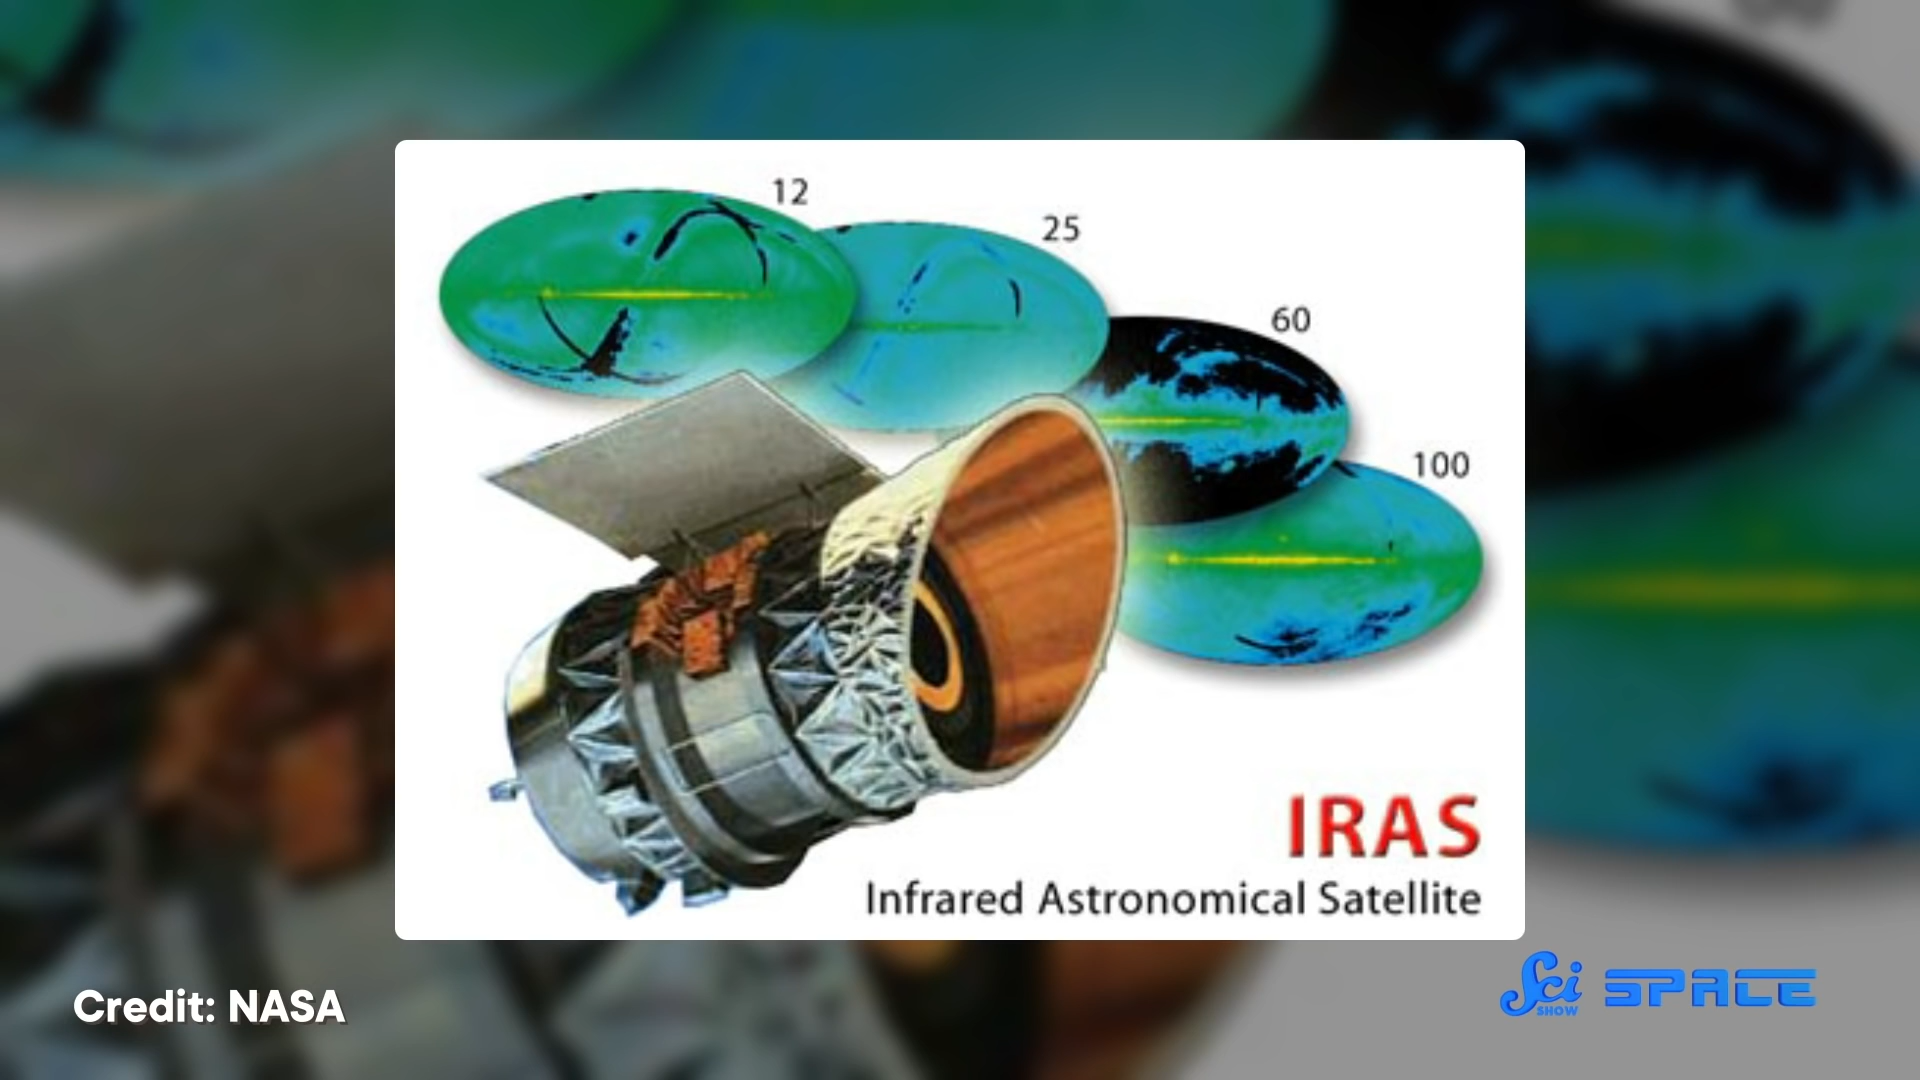 12
25
60
100
IRAS
Infrared Astronomical Satellite
Credit: NASA
Sci SHOW SPACE